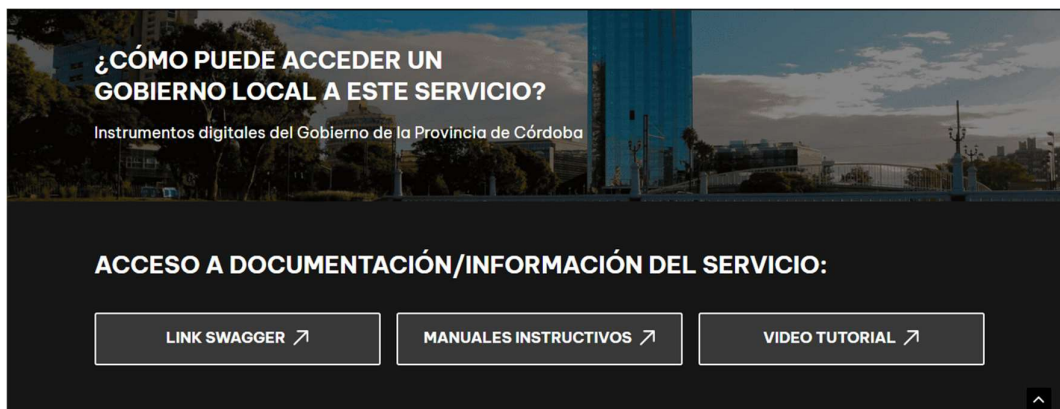 ¿CÓMO PUEDE ACCEDER UN
GOBIERNO LOCAL A ESTE SERVICIO?
Instrumentos digitales del Gobierno de la Provincia de Córdoba
ACCESO A DOCUMENTACIÓN/INFORMACIÓN DEL SERVICIO:
LINK SWAGGER
MANUALES INSTRUCTIVOS
VIDEO TUTORIAL